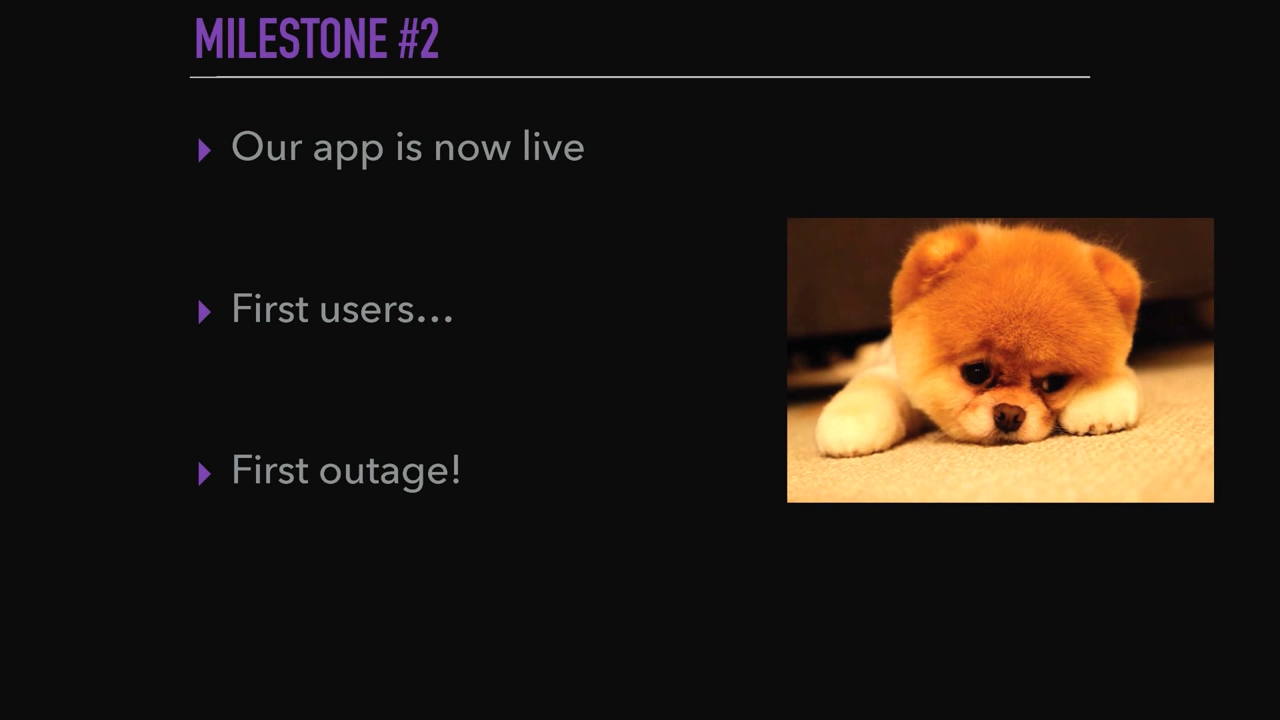 MILESTONE #2
Our app is now live
First users…
First outage!